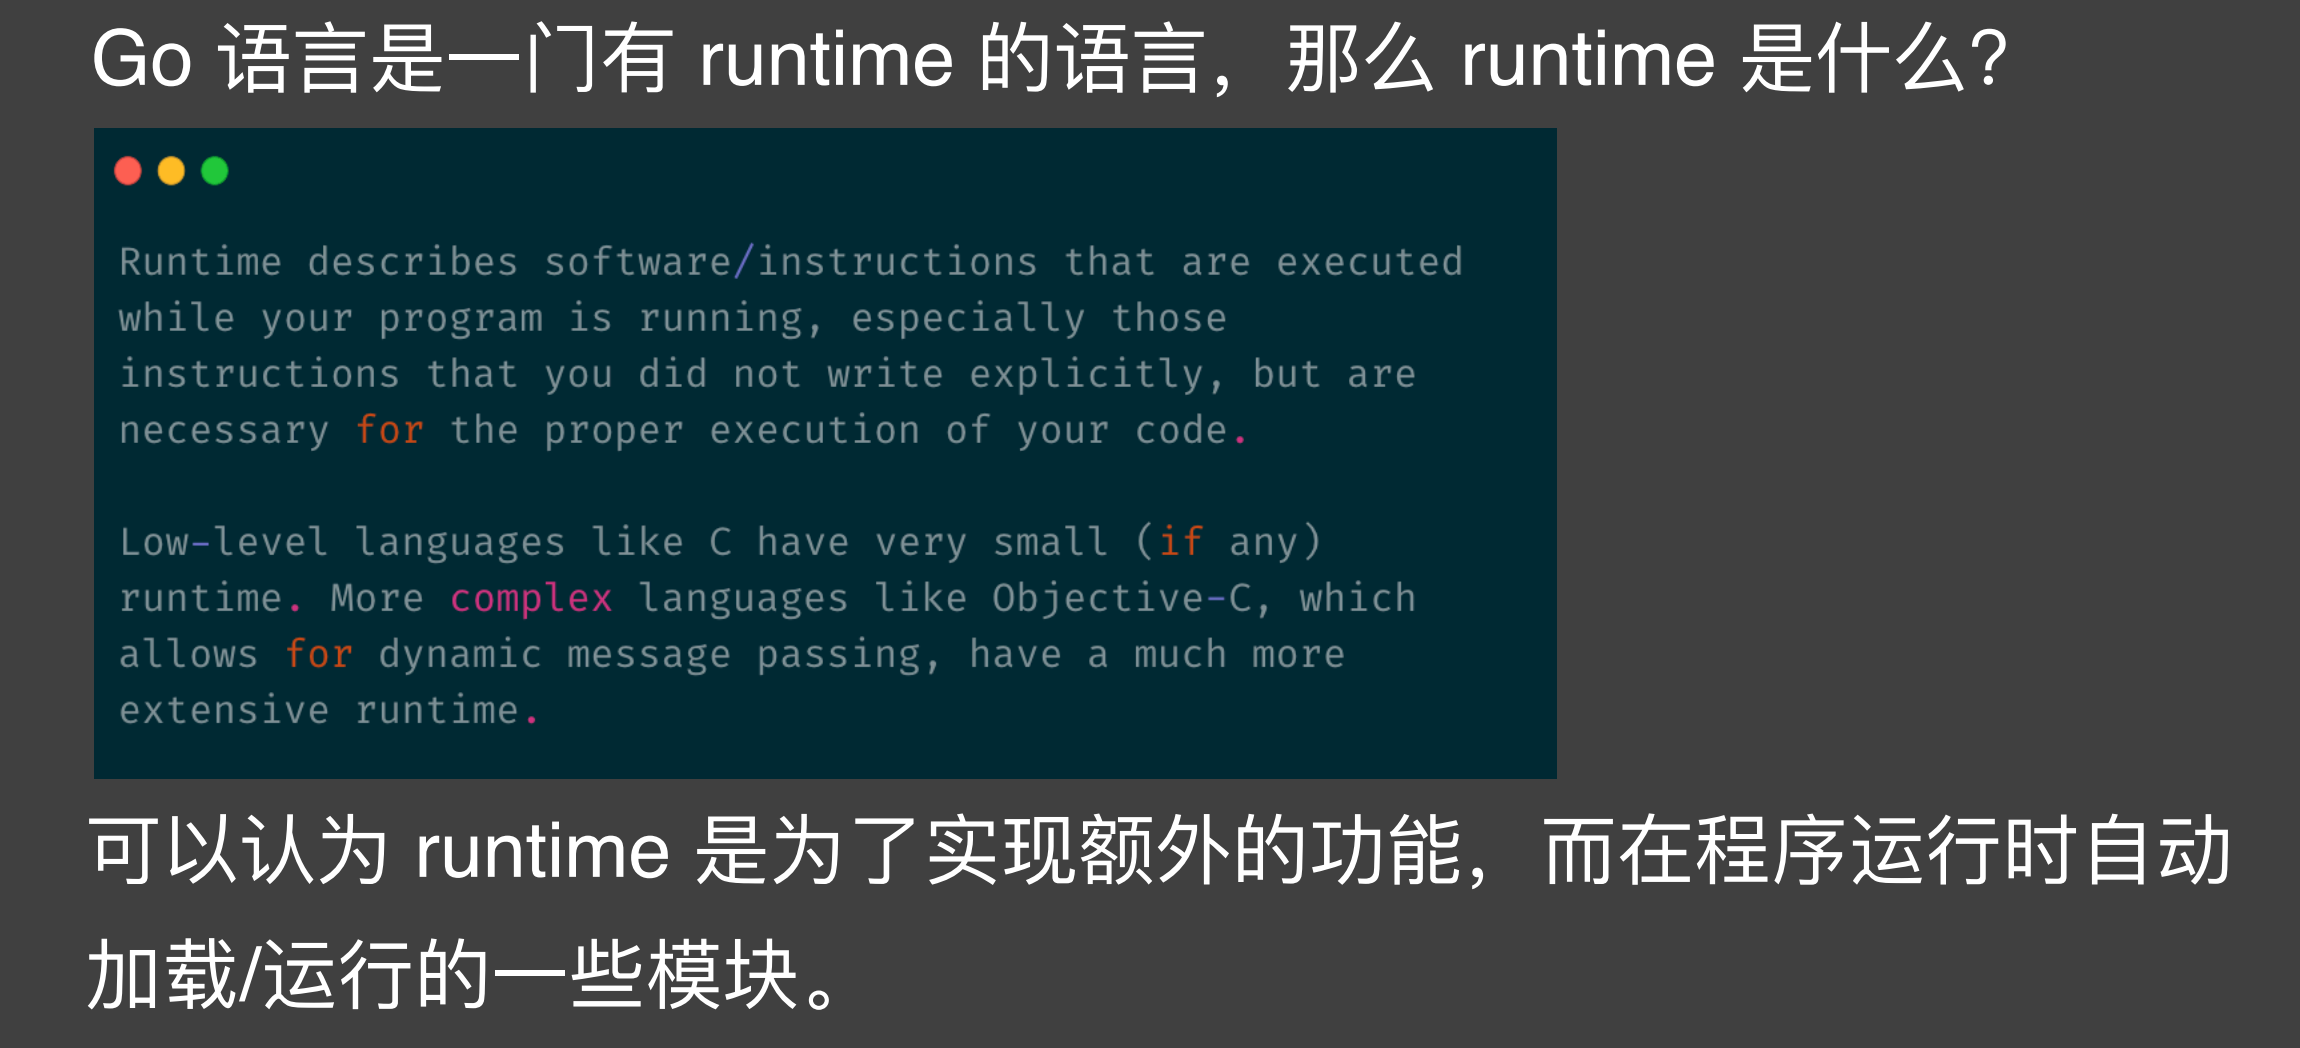 Go 语言是一门有 runtime 的语言，那么 runtime 是什么？
Runtime describes software/instructions that are executed
while your program is running, especially those
instructions that you did not write explicitly, but are
necessary for the proper execution of your code.
Low-level languages like C have very small (if any)
runtime. More complex languages like Objective-C, which
allows for dynamic message passing, have a much more
extensive runtime.
可以认为 runtime 是为了实现额外的功能，而在程序运行时自动
加载/运行的一些模块。